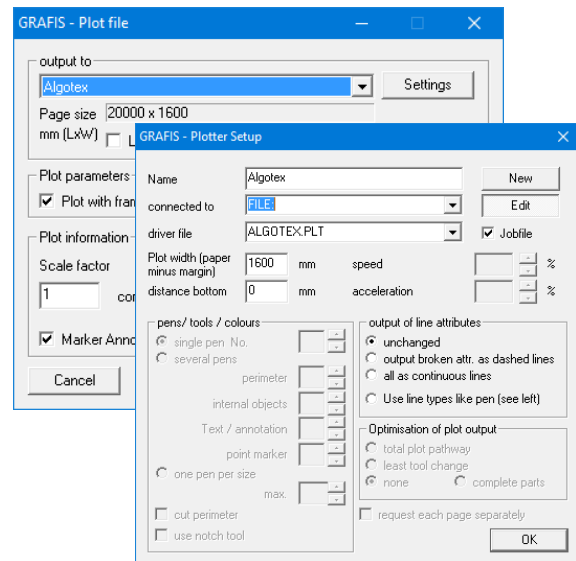 GRAFIS - Plot file
output to
Algotex
Settings
Page size 20000 x 1600
mm (LxW)
Plot parameters
Plot with fram
Plot information
Scale factor
1
Marker Anno
Cancel
GRAFIS - Plotter Setup
Name Algotex New
connected to FILE: Edit
driver file ALGOTEX.PLT Jobfile
Plot width (paper
minus margin) 1600 mm speed %
distance bottom 0 mm acceleration %
pens/ tools / colours
single pen No.
several pens
perimeter
internal objects
Text / annotation
point marker
one pen per size
max.
cut perimeter
use notch tool
output of line attributes
unchanged
output broken attr. as dashed lines
all as continuous lines
Use line types like pen (see left)
Optimisation of plot output
total plot pathway
least tool change
none complete parts
request each page separately
OK